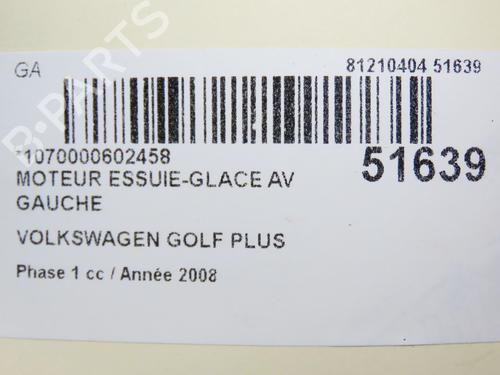 GA
81210404 51639
*1070000602458
51639
MOTEUR ESSUIE-GLACE AV
GAUCHE
VOLKSWAGEN GOLF PLUS
Phase 1 cc / Année 2008
B-PARTS